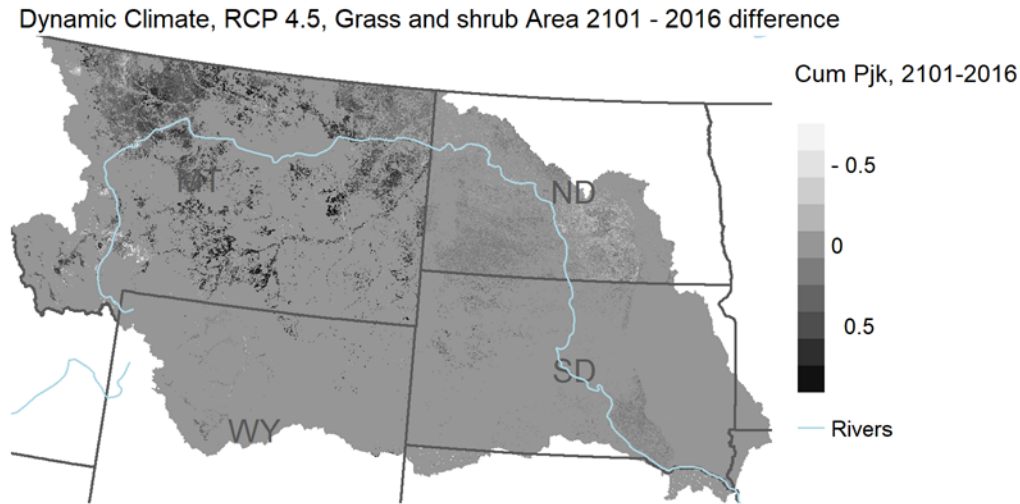 Dynamic Climate, RCP 4.5, Grass and shrub Area 2101 - 2016 difference
Cum Pjk, 2101-2016
- 0.5
0
0.5
Rivers
MT
ND
SD
WY